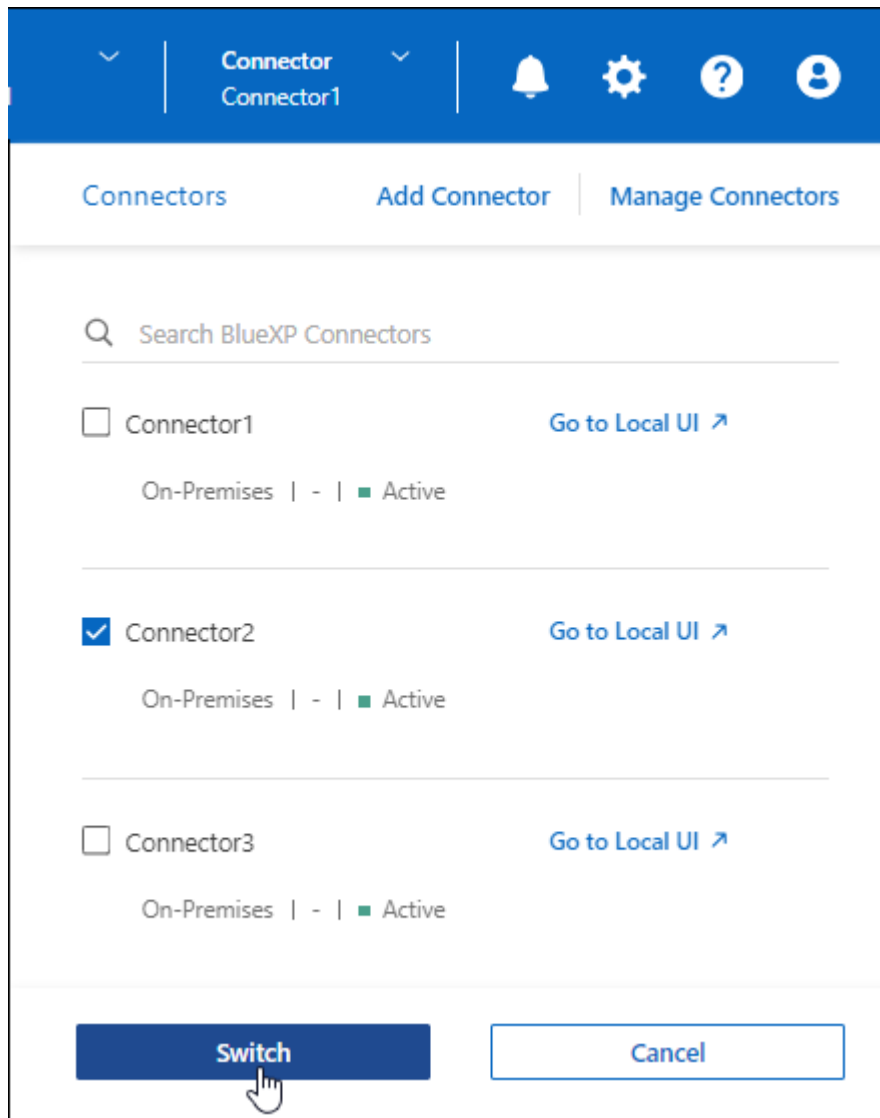 Connector
Connector1
Connectors Add Connector Manage Connectors
Search BlueXP Connectors
Connector1 Go to Local UI
On-Premises | - | Active
Connector2 Go to Local UI
On-Premises | - | Active
Connector3 Go to Local UI
On-Premises | - | Active
Switch Cancel